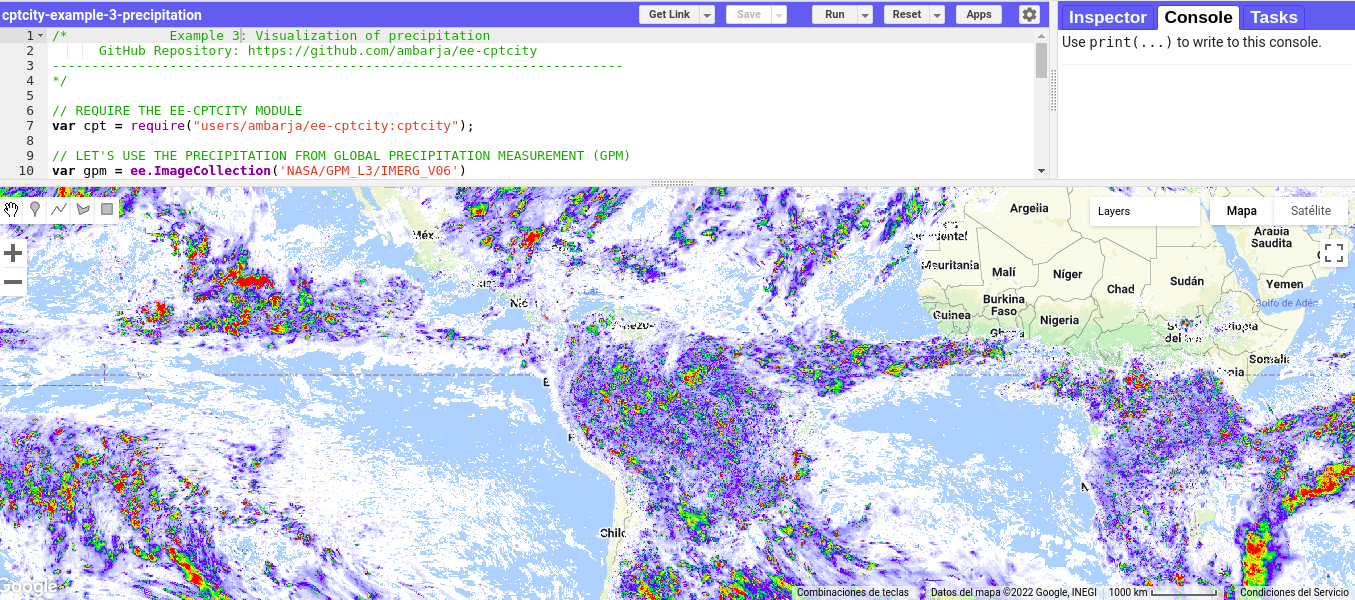 cptcity-example-3-precipitation
Get Link Save Run Reset Apps
Inspector Console Tasks
Use print(...) to write to this console.
1 /* Example 3: Visualization of precipitation
2 GitHub Repository: https://github.com/ambarja/ee-cptcity
3 -------------------------------------------------------------------------
4 */
5
6 // REQUIRE THE EE-CPTCITY MODULE
7 var cpt = require("users/ambarja/ee-cptcity:cptcity");
8
9 // LET'S USE THE PRECIPITATION FROM GLOBAL PRECIPITATION MEASUREMENT (GPM)
10 var gpm = ee.ImageCollection('NASA/GPM_L3/IMERG_V06')
Layers
Mapa Satélite
Argelia
Arabia
Saudita
Méx
Mauritania
Malí
Níger
Chad
Sudán
Yemen
Golfo de Adén
Burkina
Faso
Guinea
Nigeria
Ghana
Somalia
Chile
Google
Combinaciones de teclas
Datos del mapa ©2022 Google, INEGI
1000 km
Condiciones del Servicio